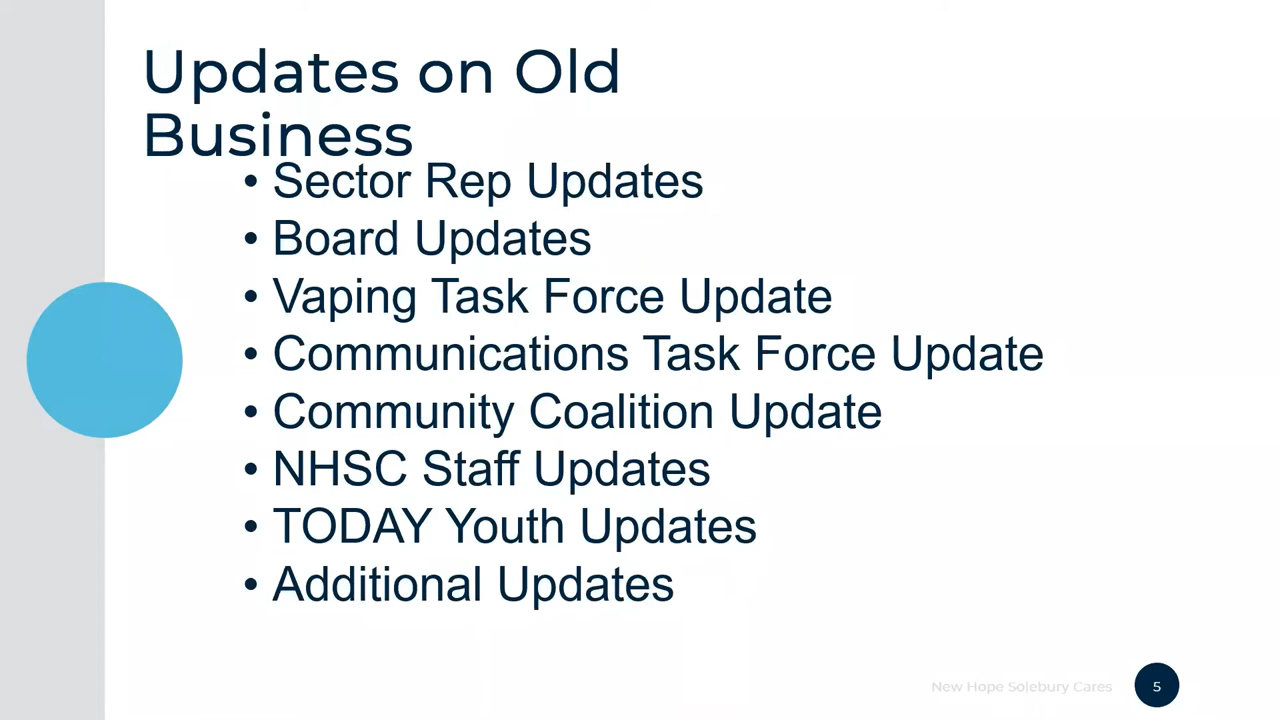 Updates on Old
Business
• Sector Rep Updates
• Board Updates
• Vaping Task Force Update
• Communications Task Force Update
• Community Coalition Update
• NHSC Staff Updates
• TODAY Youth Updates
• Additional Updates
New Hope Solebury Cares
5